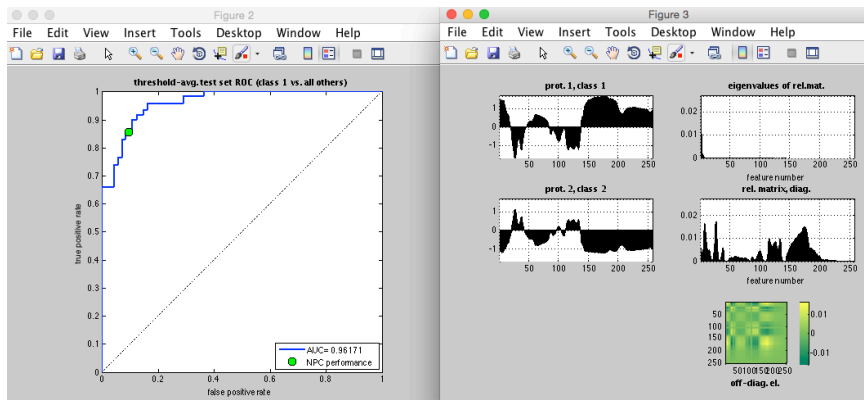 Figure 2
File Edit View Insert Tools Desktop Window Help
threshold-avg. test set ROC (class 1 vs. all others)
1
0.9
0.8
0.7
0.6
0.5
0.4
0.3
0.2
0.1
0
true positive rate
0 0.2 0.4 0.6 0.8 1
false positive rate
AUC= 0.96171
NPC performance
Figure 3
File Edit View Insert Tools Desktop Window Help
prot. 1, class 1
1
0
-1
50 100 150 200 250
eigenvalues of rel.mat.
0.02
0.01
0
50 100 150 200 250
feature number
prot. 2, class 2
1
0
-1
50 100 150 200 250
rel. matrix, diag.
0.02
0.01
0
50 100 150 200 250
feature number
50
100
150
200
250
50 100 150 200 250
0.01
0
-0.01
off-diag. el.